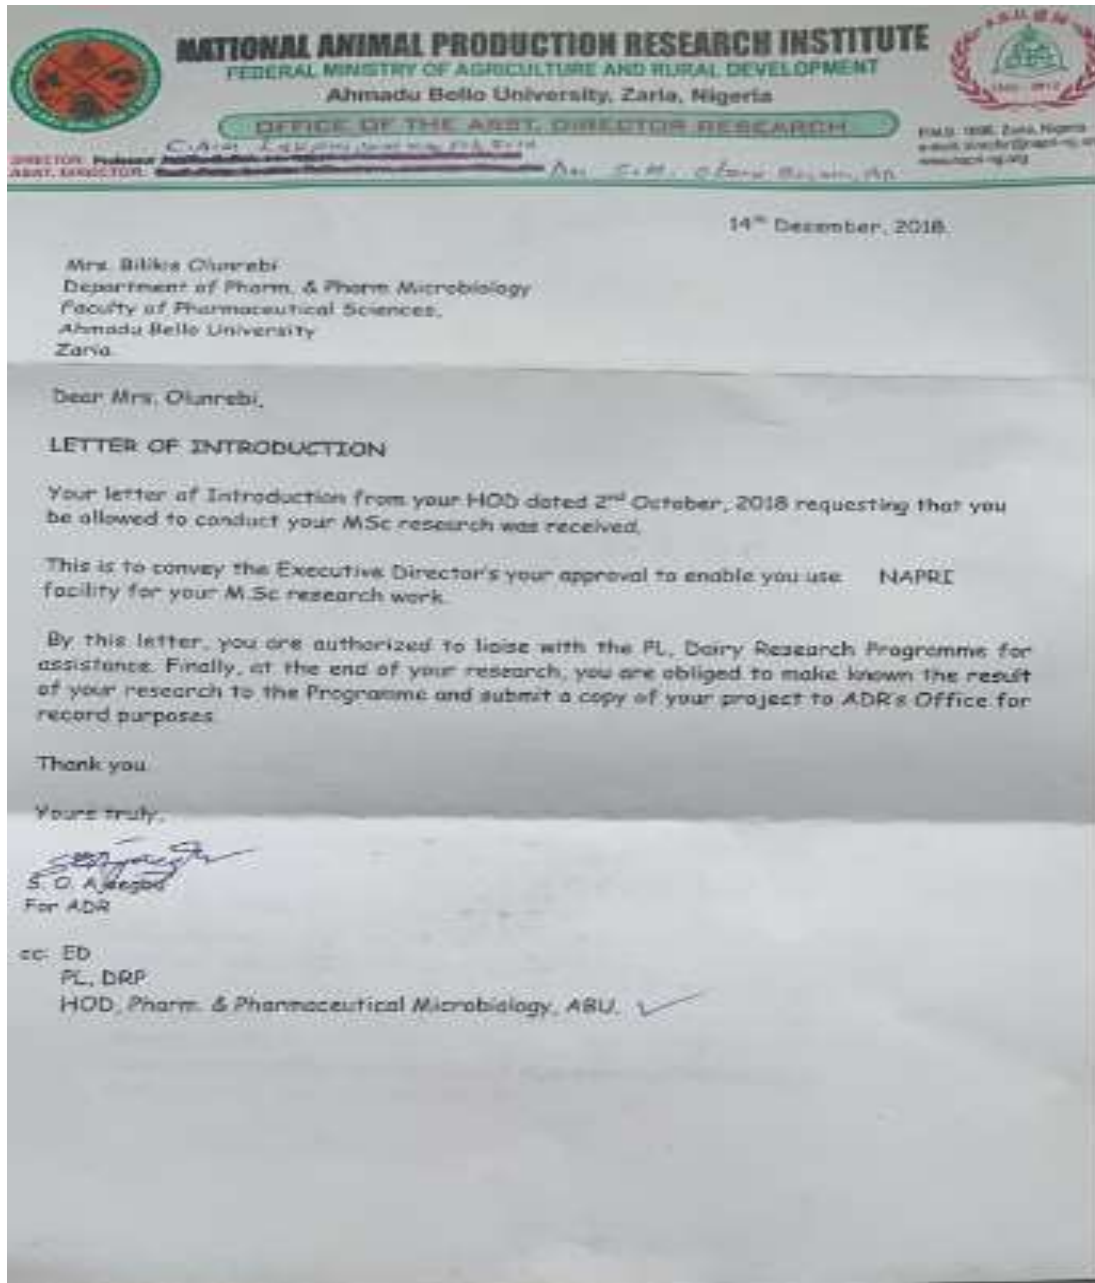 NATIONAL ANIMAL PRODUCTION RESEARCH INSTITUTE
FEDERAL MINISTRY OF AGRICULTURE AND RURAL DEVELOPMENT
Ahmadu Bello University, Zaria, Nigeria
OFFICE OF THE ASST. DIRECTOR RESEARCH
DIRECTOR: Professor
ASST. DIRECTOR:
14th December, 2018.
Mrs. Bilikis Olunrebi
Department of Pharm. & Pharm Microbiology
Faculty of Pharmaceutical Sciences,
Ahmadu Bello University
Zaria.
Dear Mrs. Olunrebi,
LETTER OF INTRODUCTION
Your letter of Introduction from your HOD dated 2nd October, 2018 requesting that you
be allowed to conduct your MSc research was received.
This is to convey the Executive Director's your approval to enable you use NAPRI
facility for your M.Sc research work.
By this letter, you are authorized to liaise with the PL, Dairy Research Programme for
assistance. Finally, at the end of your research, you are obliged to make known the result
of your research to the Programme and submit a copy of your project to ADR's Office for
record purposes.
Thank you.
Yours truly,
S. O.
For ADR
cc: ED
PL, DRP
HOD, Pharm. & Pharmaceutical Microbiology, ABU.